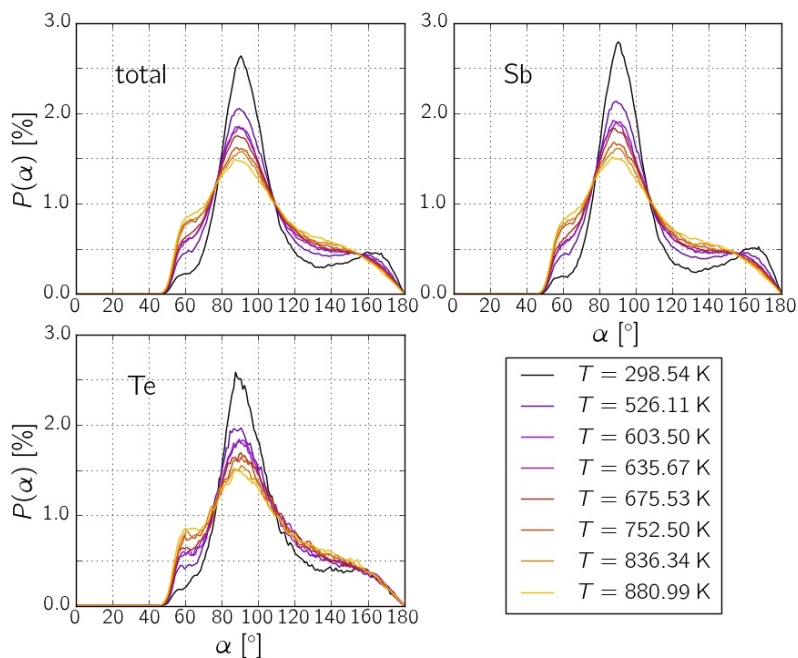 3.0 3.0
total Sb
2.0 2.0
P(α) [%]
1.0 1.0
0.0 0.0
0 20 40 60 80 100 120 140 160 180 0 20 40 60 80 100 120 140 160 180
α [°]
3.0
Te
2.0
P(α) [%]
1.0
0.0
0 20 40 60 80 100 120 140 160 180
α [°]
T = 298.54 K
T = 526.11 K
T = 603.50 K
T = 635.67 K
T = 675.53 K
T = 752.50 K
T = 836.34 K
T = 880.99 K